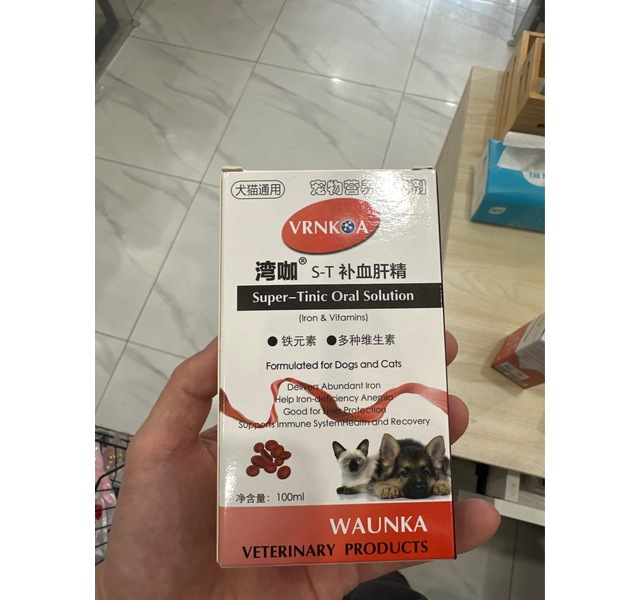 犬猫通用
宠物营养
剂
VRNKOA
湾咖® S-T 补血肝精
Super-Tinic Oral Solution
(Iron & Vitamins)
● 铁元素 ●多种维生素
Formulated for Dogs and Cats
Delivers Abundant Iron
Help Iron-deficiency Anemia
Good for Liver Protection
Supports Immune SystemHealth and Recovery
净含量: 100ml
WAUNKA
VETERINARY PRODUCTS